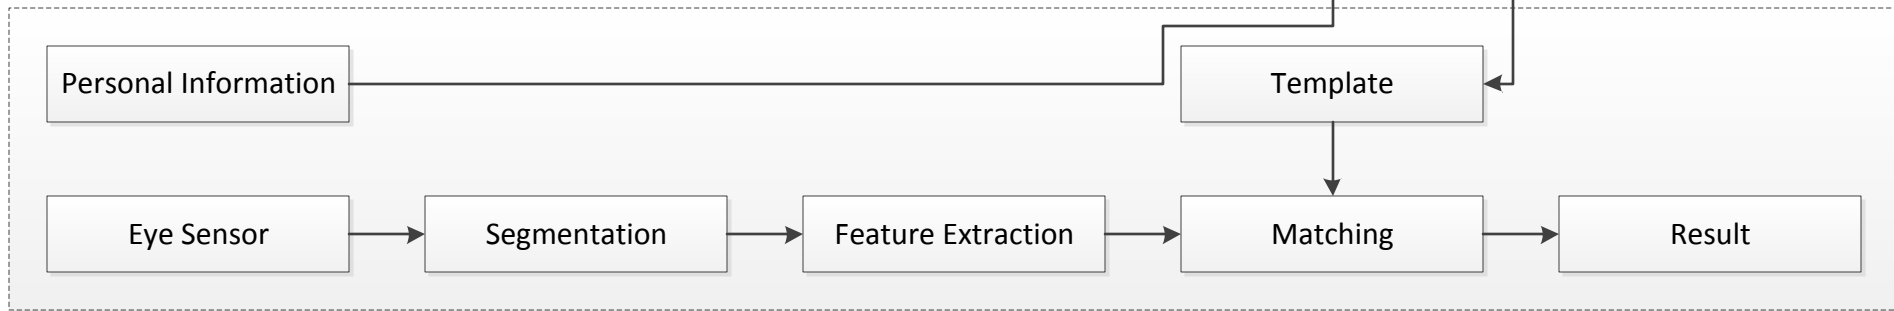 Personal Information
Template
Eye Sensor
Segmentation
Feature Extraction
Matching
Result